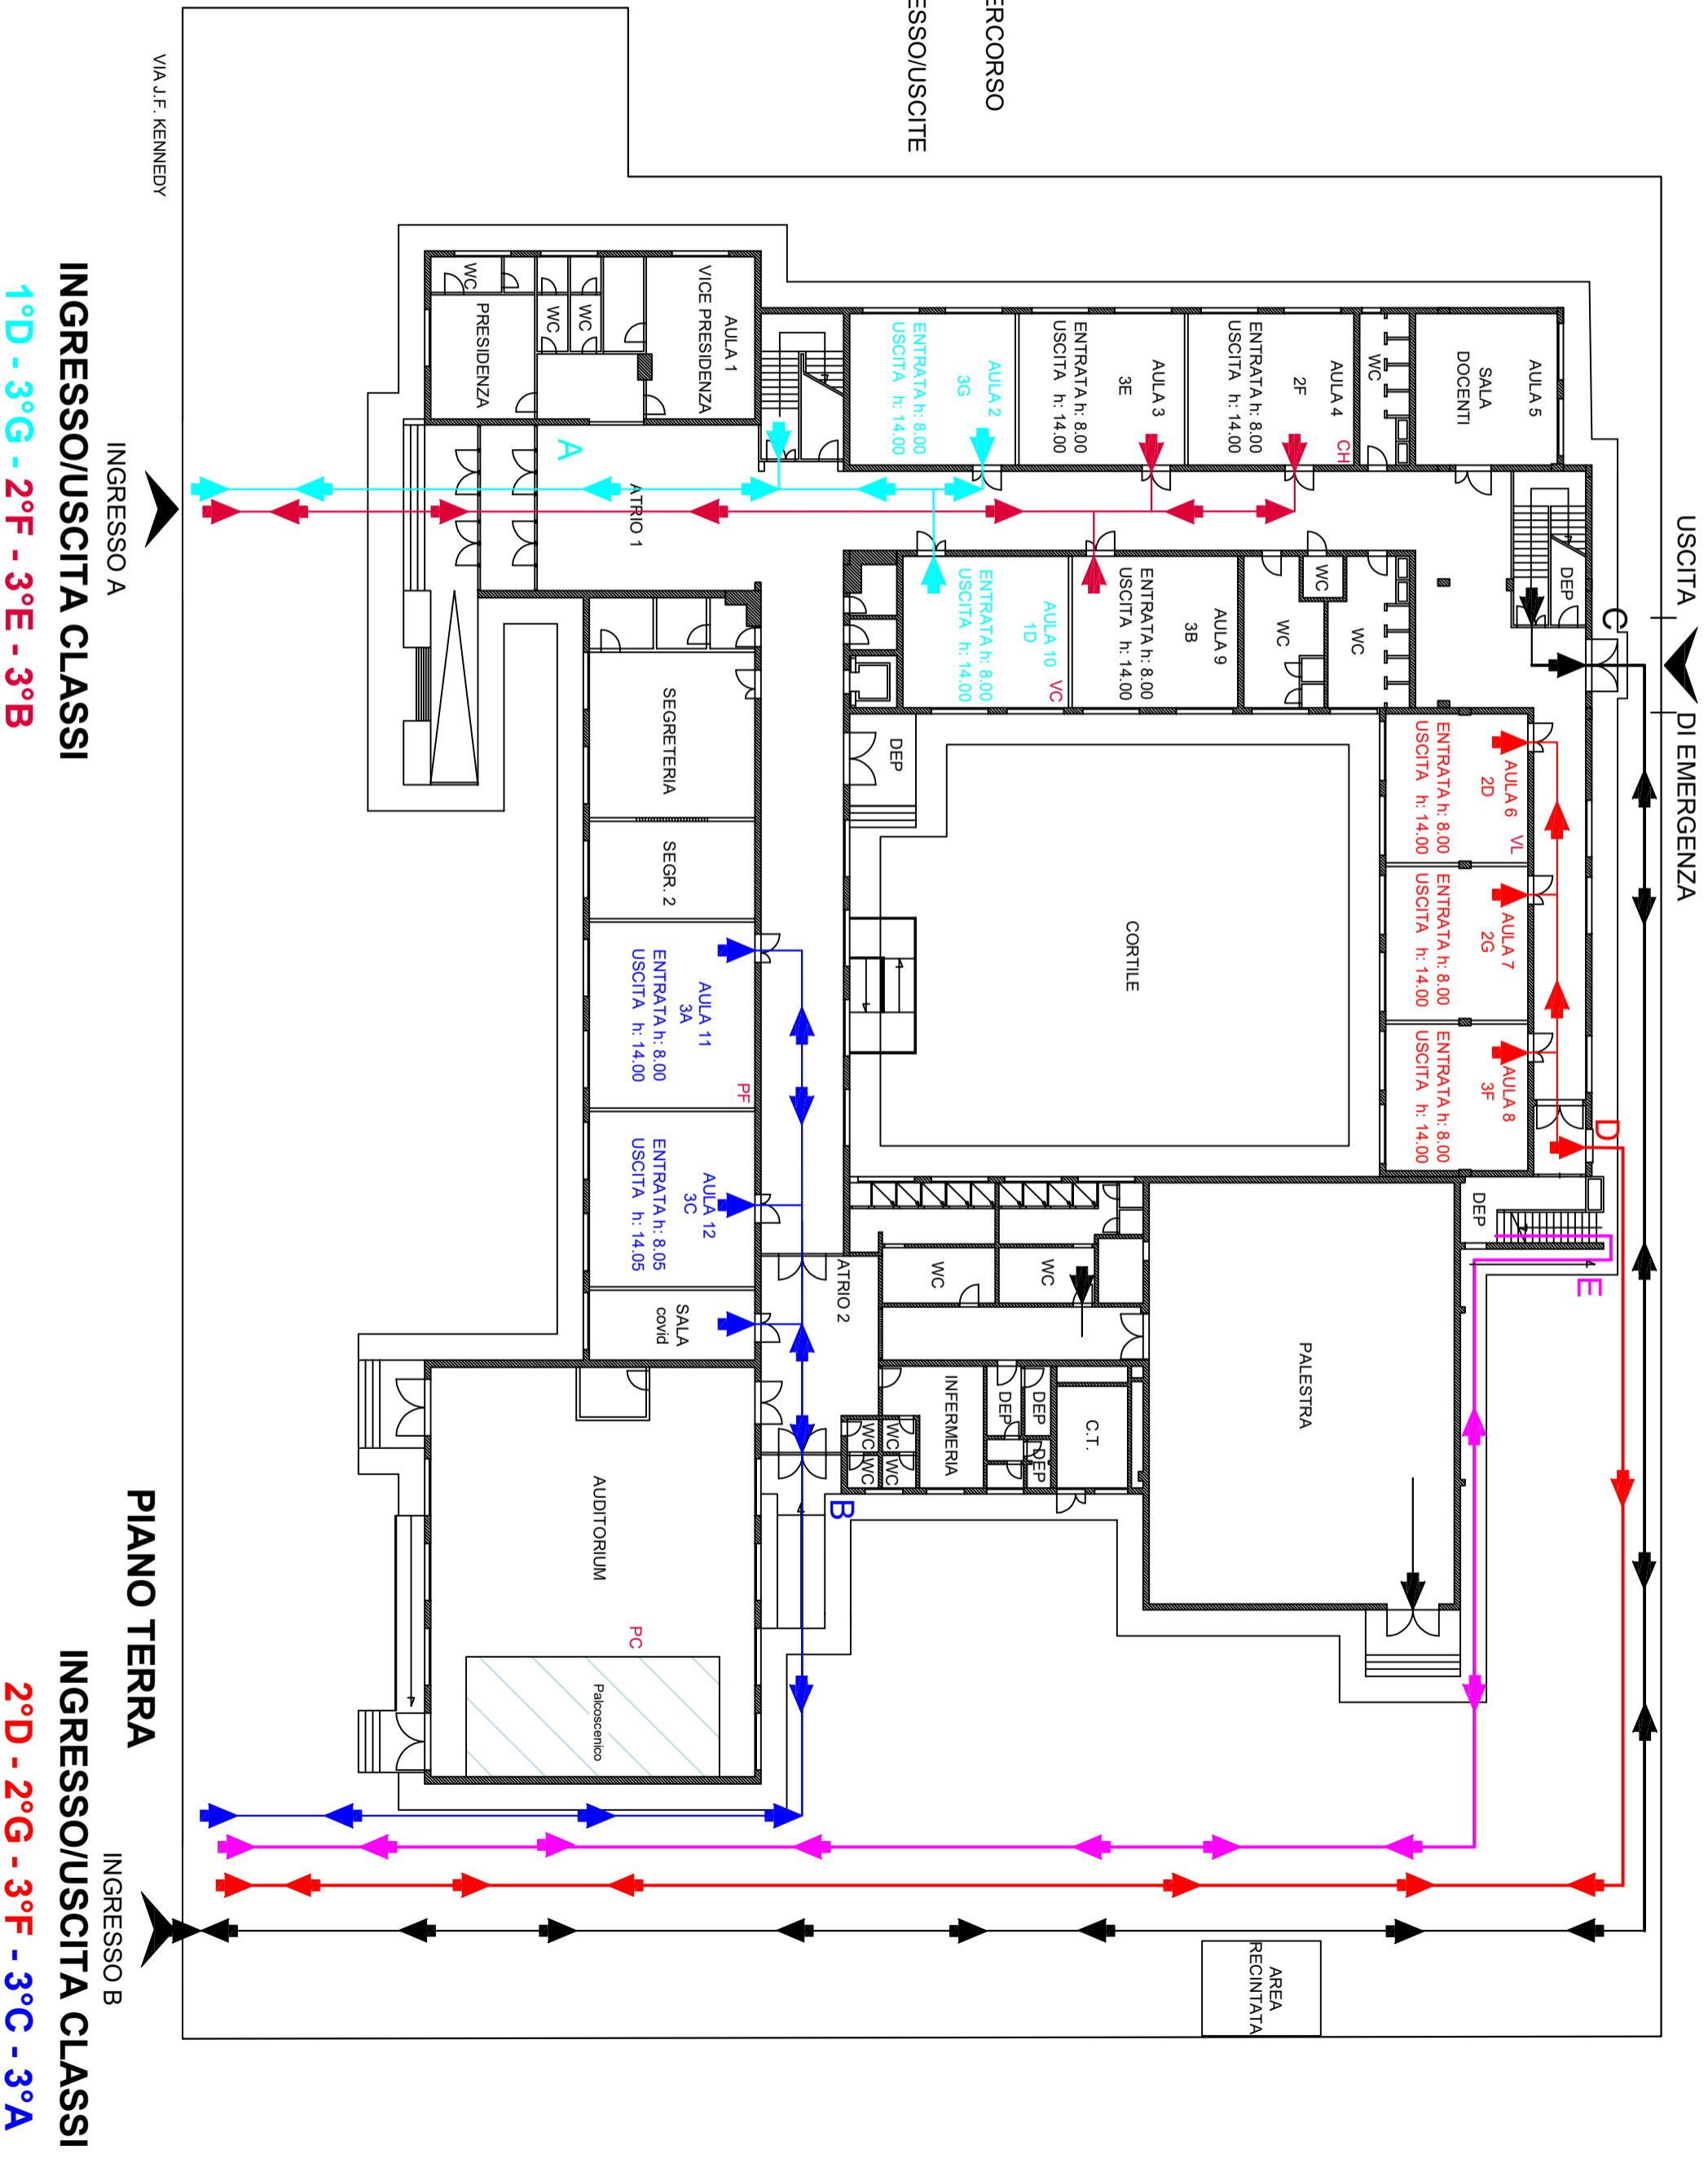 USCITA DI EMERGENZA
C
D
E
DEP
AULA 5
SALA
DOCENTI
WC
AULA 4
2F
CH
ENTRATA h: 8.00
USCITA h: 14.00
AULA 3
3E
ENTRATA h: 8.00
USCITA h: 14.00
AULA 2
3G
ENTRATA h: 8.00
USCITA h: 14.00
WC
WC
WC
AULA 9
3B
ENTRATA h: 8.00
USCITA h: 14.00
AULA 10
1D
VC
ENTRATA h: 8.00
USCITA h: 14.00
AULA 6
VL
2D
ENTRATA h: 8.00
USCITA h: 14.00
AULA 7
2G
ENTRATA h: 8.00
USCITA h: 14.00
AULA 8
3F
ENTRATA h: 8.00
USCITA h: 14.00
DEP
PALESTRA
AREA
RECINTATA
CORTILE
DEP
WC
WC
C.T.
DEP
DEP
DEP
INFERMERIA
WC
WC
WC
WC
ATRIO 2
B
ERCORSO
ESSO/USCITE
AULA 1
VICE PRESIDENZA
WC
WC
WC
PRESIDENZA
ATRIO 1
A
SEGRETERIA
SEGR. 2
AULA 11
3A
PF
ENTRATA h: 8.00
USCITA h: 14.00
AULA 12
3C
ENTRATA h: 8.05
USCITA h: 14.05
SALA
covid
AUDITORIUM
PC
Palcoscenico
VIA J.F. KENNEDY
PIANO TERRA
INGRESSO A
INGRESSO/USCITA CLASSI
1°D - 3°G - 2°F - 3°E - 3°B
INGRESSO B
INGRESSO/USCITA CLASSI
2°D - 2°G - 3°F - 3°C - 3°A